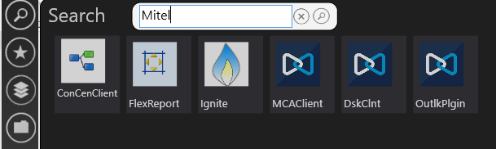 Search
Mitel
ConCenClient
FlexReport
Ignite
MCAClient
DskClnt
OutlkPlgin